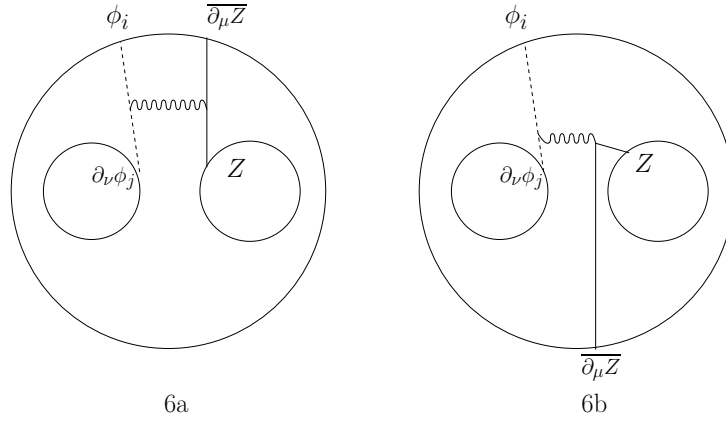 ϕ_i   \overline{∂_μ Z}   ϕ_i
∂_ν ϕ_j   Z   ∂_ν ϕ_j   Z
\overline{∂_μ Z}
6a   6b